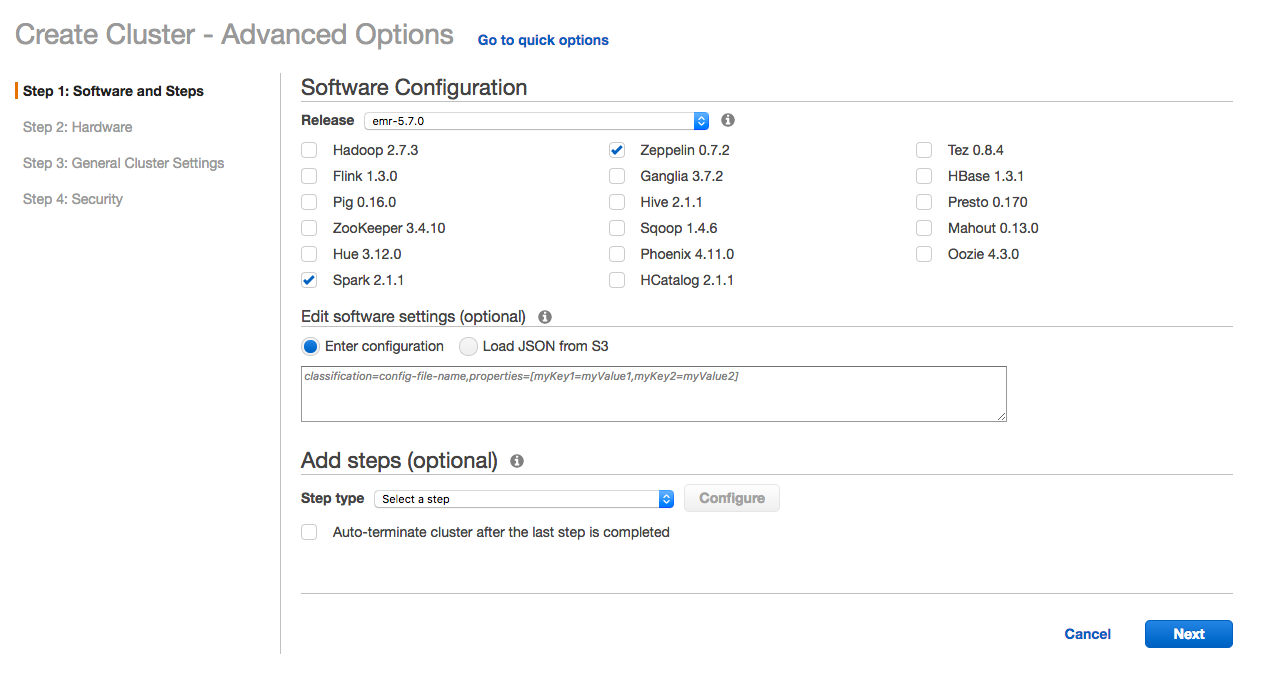 Create Cluster - Advanced Options Go to quick options
Step 1: Software and Steps
Step 2: Hardware
Step 3: General Cluster Settings
Step 4: Security
Software Configuration
Release emr-5.7.0
Hadoop 2.7.3 Zeppelin 0.7.2 Tez 0.8.4
Flink 1.3.0 Ganglia 3.7.2 HBase 1.3.1
Pig 0.16.0 Hive 2.1.1 Presto 0.170
ZooKeeper 3.4.10 Sqoop 1.4.6 Mahout 0.13.0
Hue 3.12.0 Phoenix 4.11.0 Oozie 4.3.0
Spark 2.1.1 HCatalog 2.1.1
Edit software settings (optional)
Enter configuration Load JSON from S3
classification=config-file-name,properties=[myKey1=myValue1,myKey2=myValue2]
Add steps (optional)
Step type Select a step Configure
Auto-terminate cluster after the last step is completed
Cancel Next